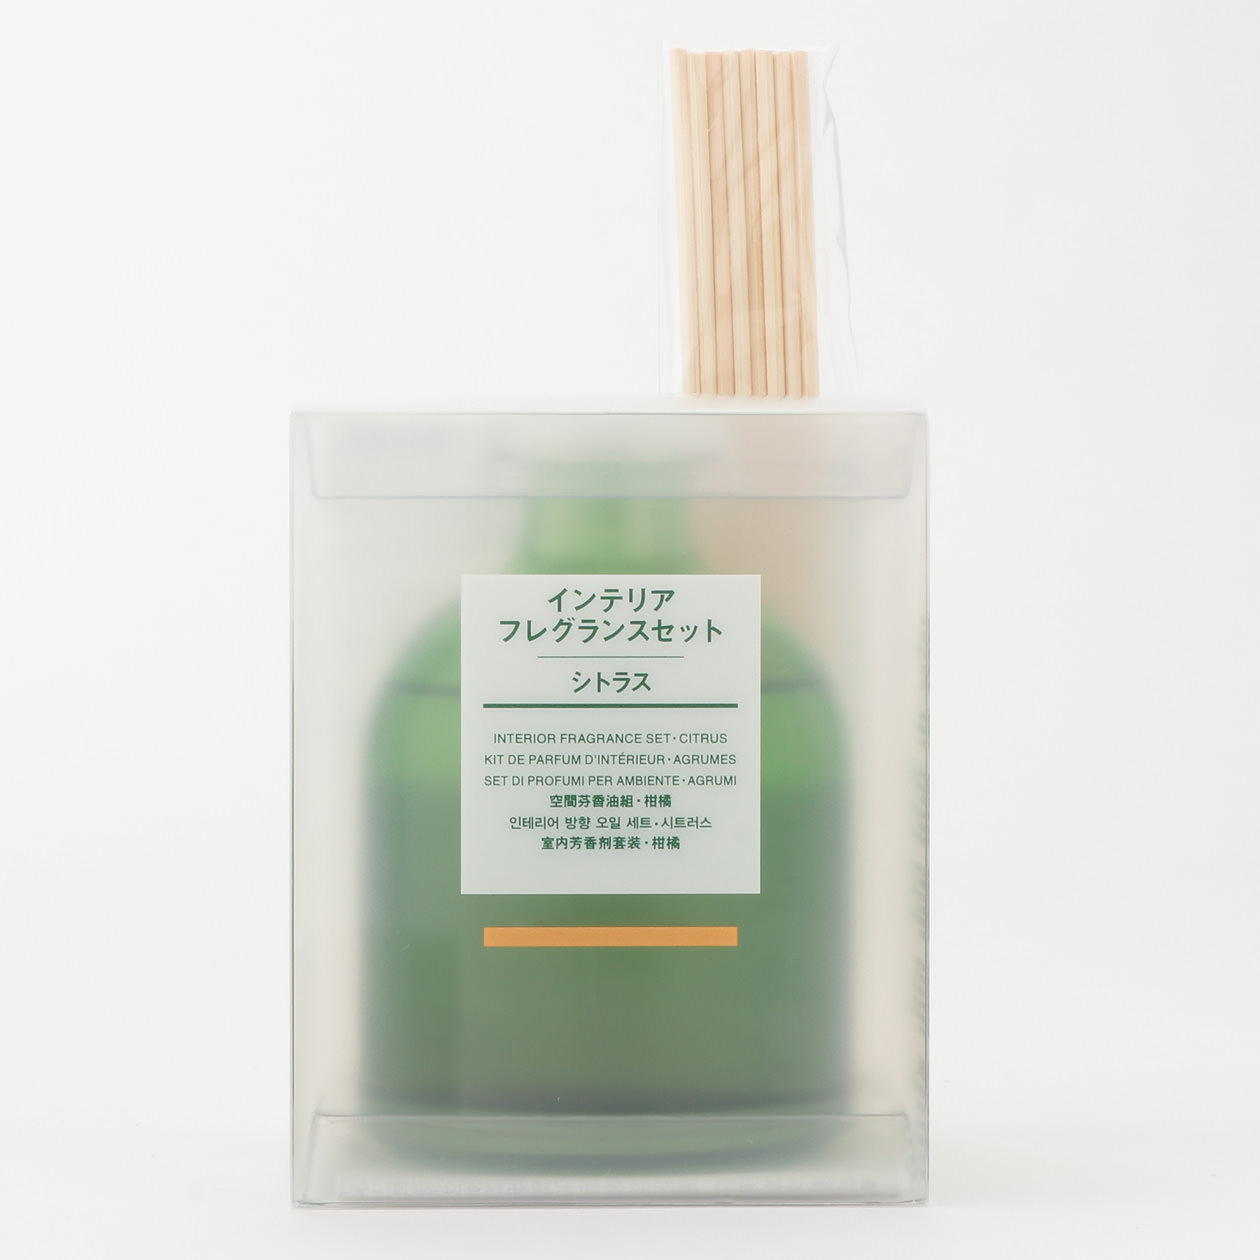 インテリア
フレグランスセット
シトラス
INTERIOR FRAGRANCE SET・CITRUS
KIT DE PARFUM D'INTÉRIEUR・AGRUMES
SET DI PROFUMI PER AMBIENTE・AGRUMI
空間芬香油組・柑橘
인테리어 방향 오일 세트・시트러스
室内芳香剂套装・柑橘